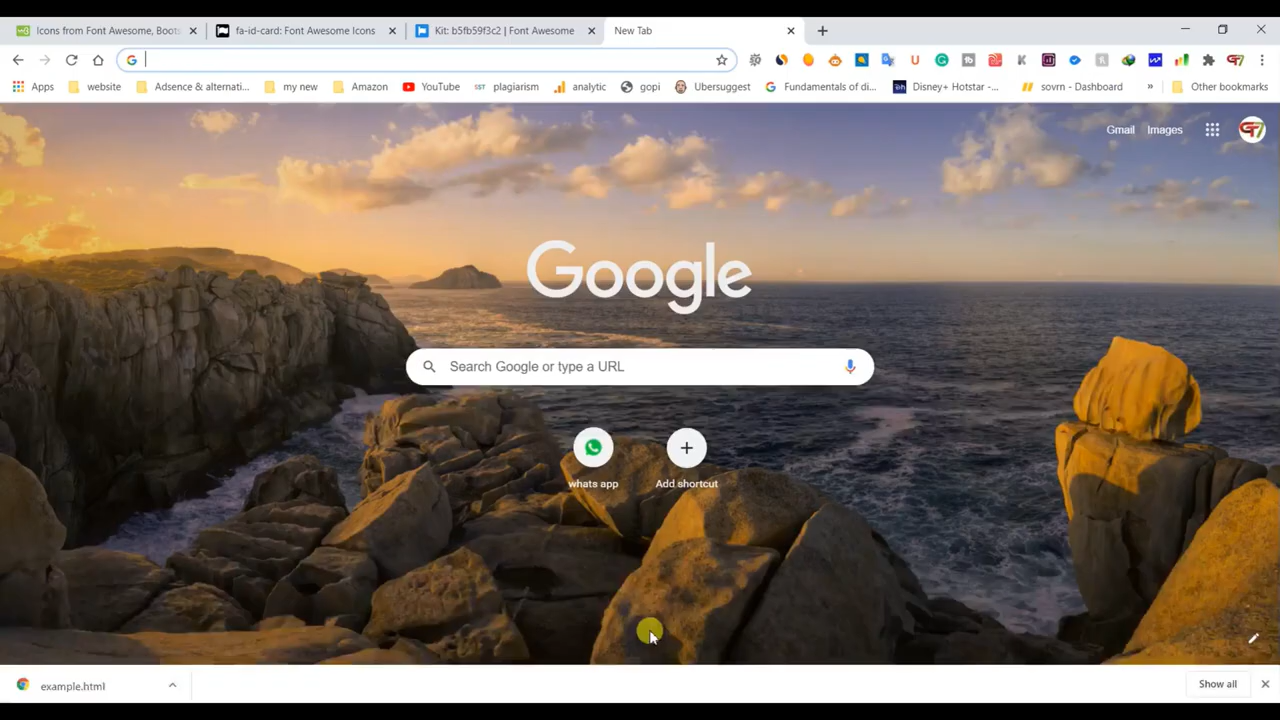 Icons from Font Awesome, Boots
fa-id-card: Font Awesome Icons
Kit: b5fb59f3c2 | Font Awesome
New Tab
Apps
website
Adsence & alternati...
my new
Amazon
YouTube
plagiarism
analytic
gopi
Ubersuggest
Fundamentals of di...
Disney+ Hotstar -...
sovrn - Dashboard
»
Other bookmarks
Gmail
Images
Google
Search Google or type a URL
whats app
Add shortcut
example.html
Show all